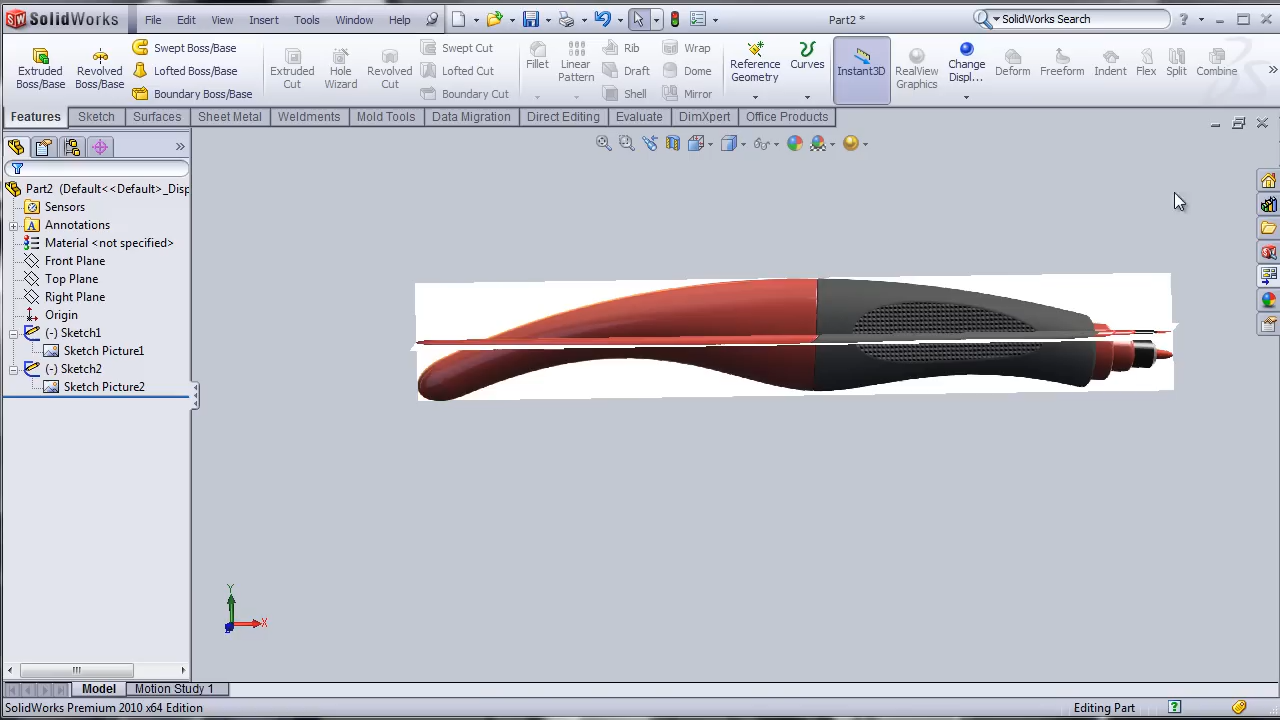 SolidWorks File Edit View Insert Tools Window Help Part2 * SolidWorks Search ?
Extruded Boss/Base
Revolved Boss/Base
Swept Boss/Base
Lofted Boss/Base
Boundary Boss/Base
Extruded Cut
Hole Wizard
Revolved Cut
Swept Cut
Lofted Cut
Boundary Cut
Fillet
Linear Pattern
Rib
Draft
Shell
Wrap
Dome
Mirror
Reference Geometry
Curves
Instant3D
RealView Graphics
Change Displ...
Deform
Freeform
Indent
Flex
Split
Combine
Features Sketch Surfaces Sheet Metal Weldments Mold Tools Data Migration Direct Editing Evaluate DimXpert Office Products
Part2 (Default<<Default>_Disp
Sensors
Annotations
Material <not specified>
Front Plane
Top Plane
Right Plane
Origin
(-) Sketch1
Sketch Picture1
(-) Sketch2
Sketch Picture2
Y
X
Model Motion Study 1
SolidWorks Premium 2010 x64 Edition Editing Part ?